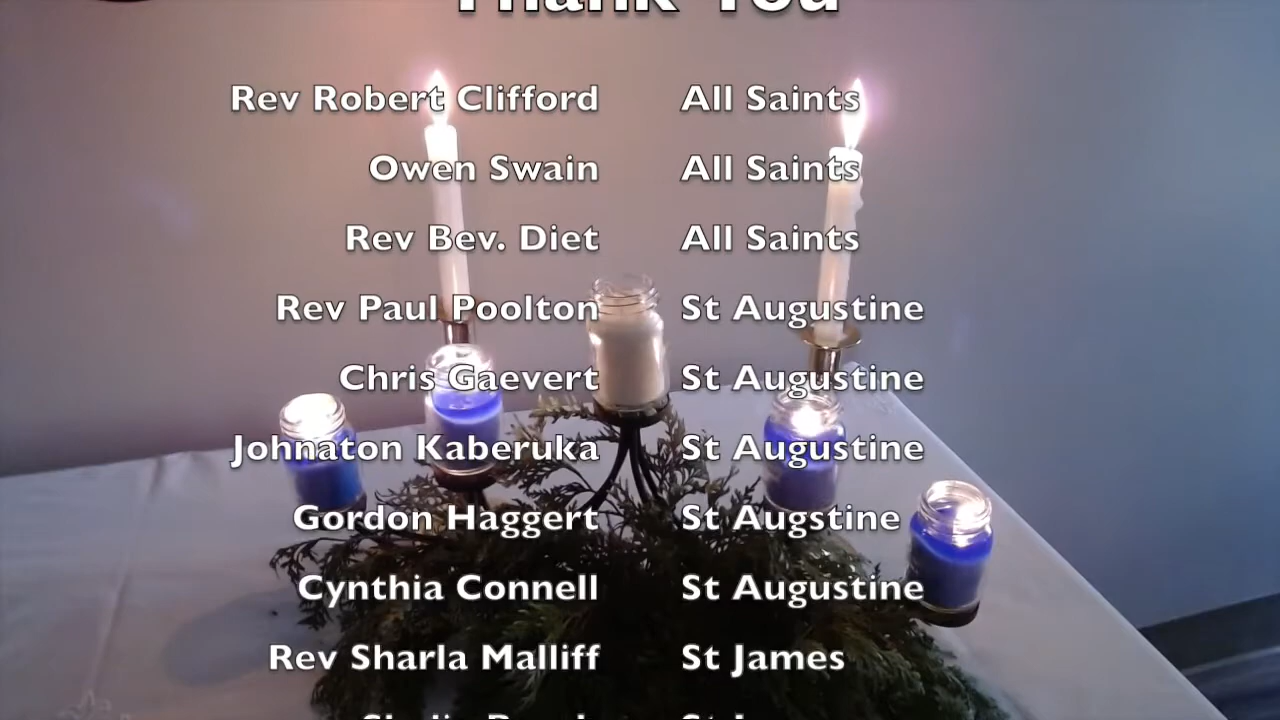 Thank You
Rev Robert Clifford All Saints
Owen Swain All Saints
Rev Bev. Diet All Saints
Rev Paul Poolton St Augustine
Chris Gaevert St Augustine
Johnaton Kaberuka St Augustine
Gordon Haggert St Augstine
Cynthia Connell St Augustine
Rev Sharla Malliff St James